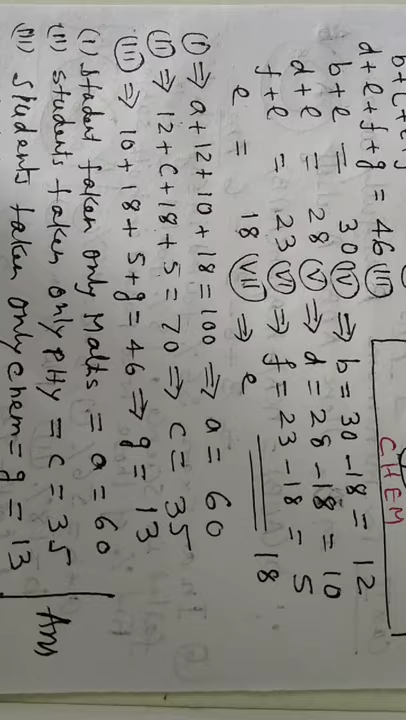 d+e+f+g = 46 (III)
b+e = 30 (IV) ⇒ b = 30-18 = 12
d+e = 28 (V) ⇒ d = 28-18 = 10
f+e = 23 (VI) ⇒ f = 23-18 = 5
e = 18 (VII) ⇒ e = 18
(I) ⇒ a+12+10+18=100 ⇒ a = 60
(II) ⇒ 12+c+18+5=70 ⇒ c = 35
(III) ⇒ 10+18+5+g=46 ⇒ g = 13
(i) Student taken only Maths = a = 60
(ii) students taken only PHy = c = 35
(iii) Students taken only chem = g = 13
Ans
CHEM